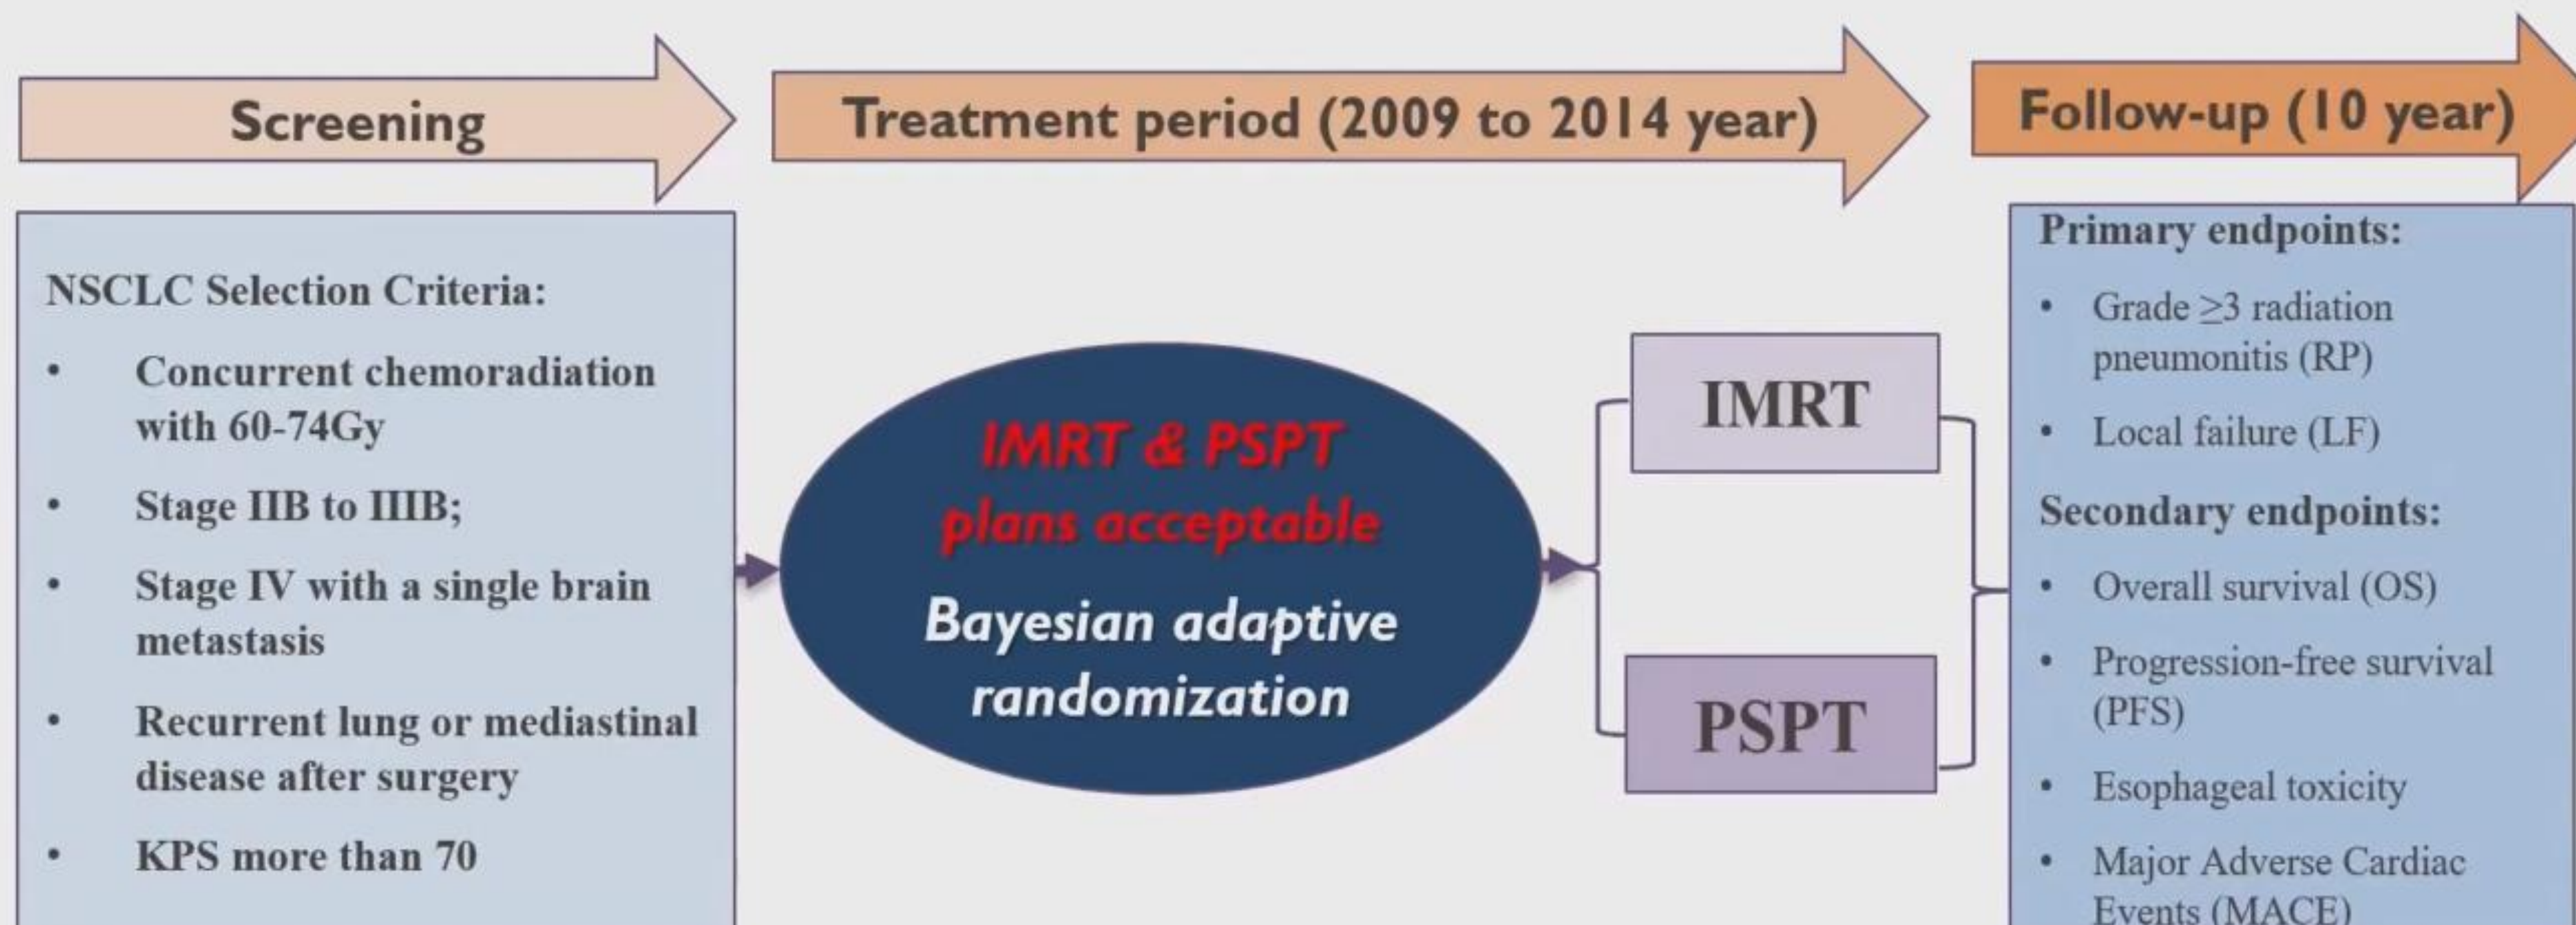 Screening
Treatment period (2009 to 2014 year)
Follow-up (10 year)
NSCLC Selection Criteria:
• Concurrent chemoradiation
with 60-74Gy
• Stage IIB to IIIB;
• Stage IV with a single brain
metastasis
• Recurrent lung or mediastinal
disease after surgery
• KPS more than 70
IMRT & PSPT
plans acceptable
Bayesian adaptive
randomization
IMRT
PSPT
Primary endpoints:
• Grade ≥3 radiation
pneumonitis (RP)
• Local failure (LF)
Secondary endpoints:
• Overall survival (OS)
• Progression-free survival
(PFS)
• Esophageal toxicity
• Major Adverse Cardiac
Events (MACE)